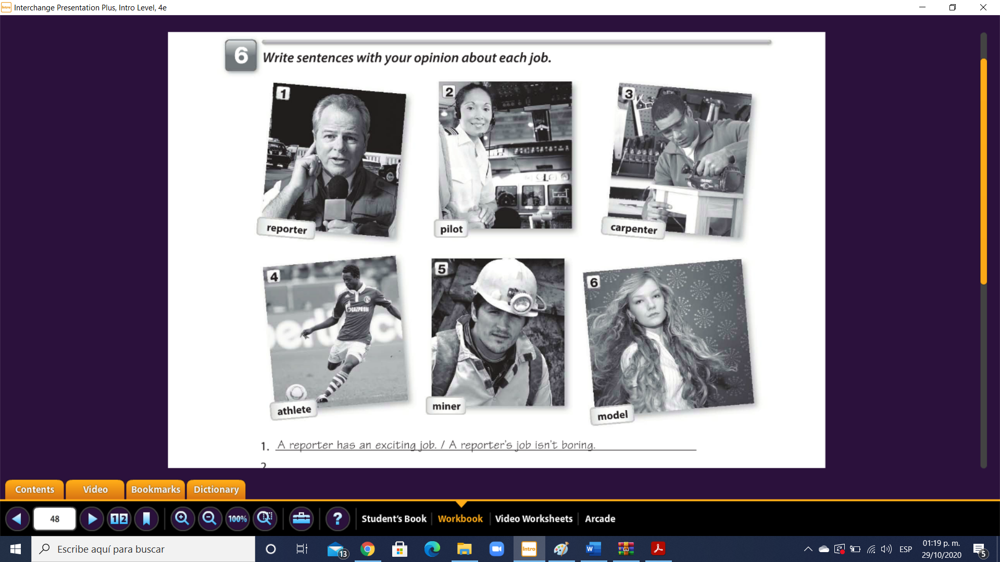 Interchange Presentation Plus, Intro Level, 4e
6
Write sentences with your opinion about each job.
1
reporter
2
pilot
3
carpenter
4
GAZPROM
athlete
5
miner
6
model
1. A reporter has an exciting job. / A reporter's job isn't boring.
2
Contents
Video
Bookmarks
Dictionary
48
12
100%
?
Student's Book
Workbook
Video Worksheets
Arcade
Escribe aquí para buscar
13
Intro
ESP
01:19 p. m.
29/10/2020
5